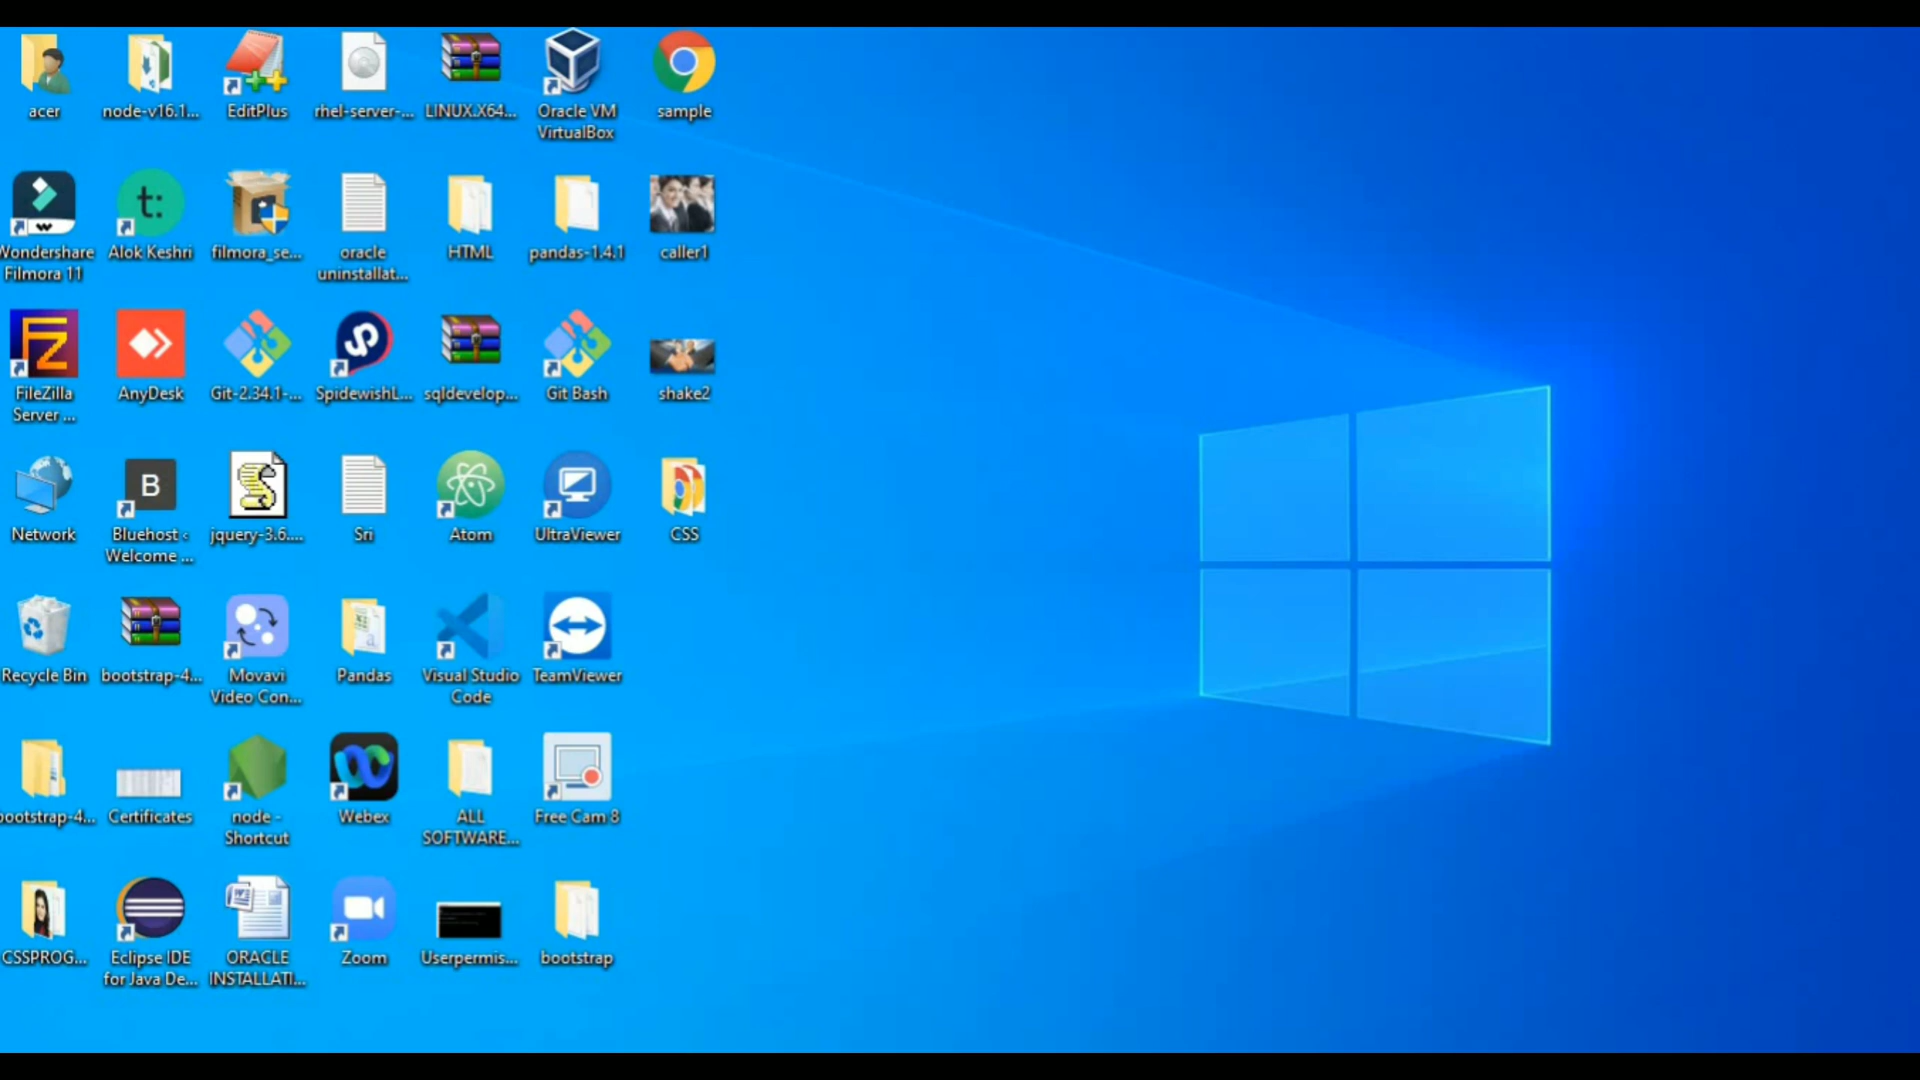 acer
node-v16.1...
EditPlus
rhel-server-...
LINUX.X64...
Oracle VM
VirtualBox
sample
Wondershare
Filmora 11
Alok Keshri
filmora_se...
oracle
uninstallat...
HTML
pandas-1.4.1
caller1
FileZilla
Server ...
AnyDesk
Git-2.34.1-...
SpidewishL...
sqldevelop...
Git Bash
shake2
Network
Bluehost ‹
Welcome ...
jquery-3.6....
Sri
Atom
UltraViewer
CSS
Recycle Bin
bootstrap-4...
Movavi
Video Con...
Pandas
Visual Studio
Code
TeamViewer
bootstrap-4...
Certificates
node -
Shortcut
Webex
ALL
SOFTWARE...
Free Cam 8
CSSPROG...
Eclipse IDE
for Java De...
ORACLE
INSTALLATI...
Zoom
Userpermis...
bootstrap